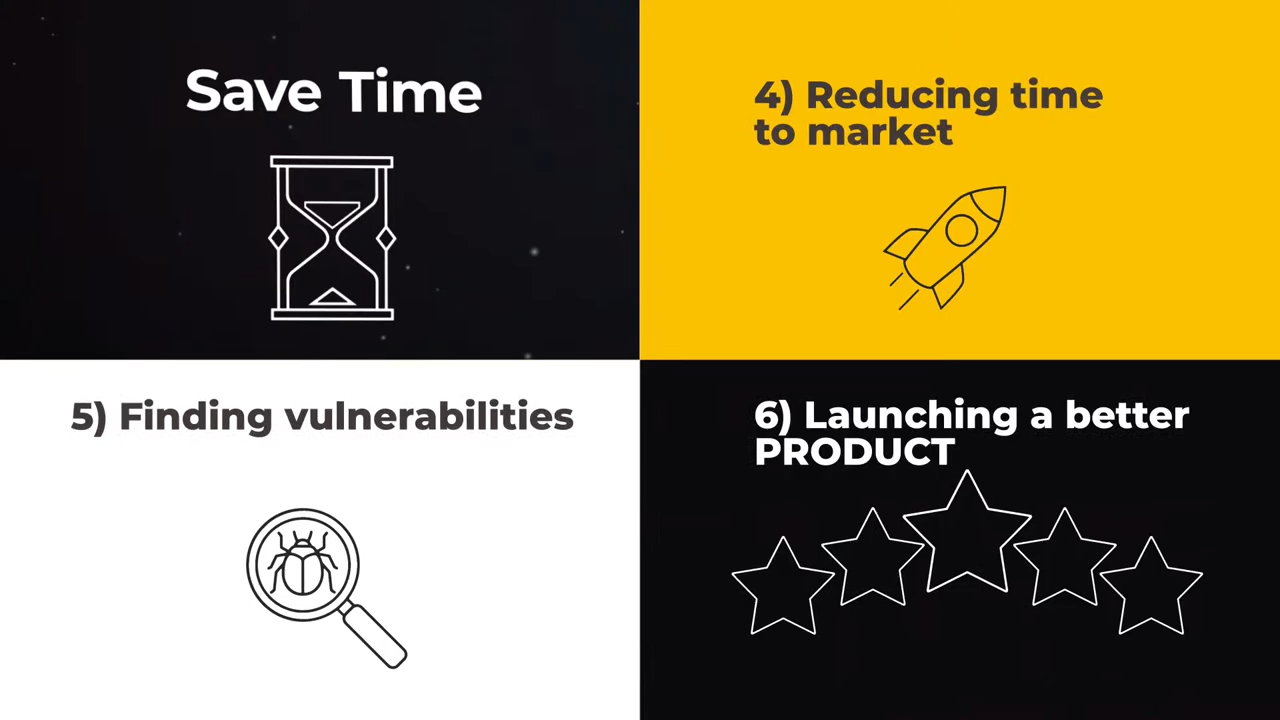 Save Time
4) Reducing time
to market
5) Finding vulnerabilities
6) Launching a better
PRODUCT